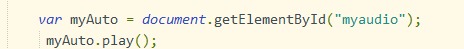 var myAuto = document.getElementById("myaudio");
myAuto.play();